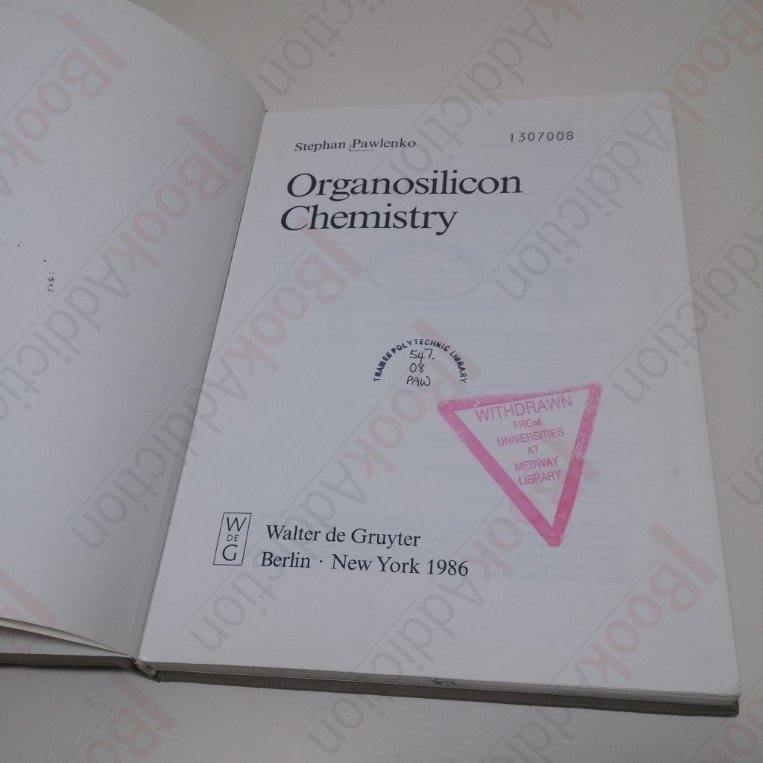 Stephan Pawlenko
1307008
Organosilicon
Chemistry
THAMES POLYTECHNIC LIBRARY
547.
08
PAW
WITHDRAWN
FROM
UNIVERSITIES
AT
MEDWAY
LIBRARY
W
DE
G
Walter de Gruyter
Berlin · New York 1986
BookAddiction